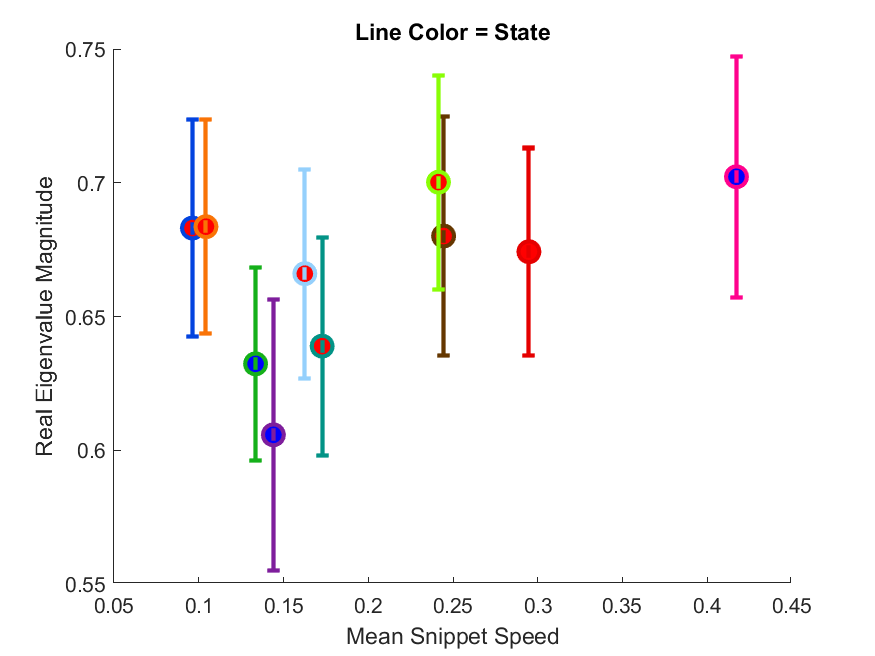 Line Color = State
0.75
0.7
0.65
0.6
0.55
Real Eigenvalue Magnitude
0.05 0.1 0.15 0.2 0.25 0.3 0.35 0.4 0.45
Mean Snippet Speed